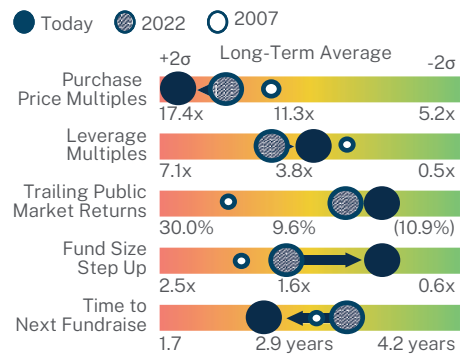 Today 2022 2007
+2σ Long-Term Average -2σ
Purchase
Price Multiples
17.4x 11.3x 5.2x
Leverage
Multiples
7.1x 3.8x 0.5x
Trailing Public
Market Returns
30.0% 9.6% (10.9%)
Fund Size
Step Up
2.5x 1.6x 0.6x
Time to
Next Fundraise
1.7 2.9 years 4.2 years